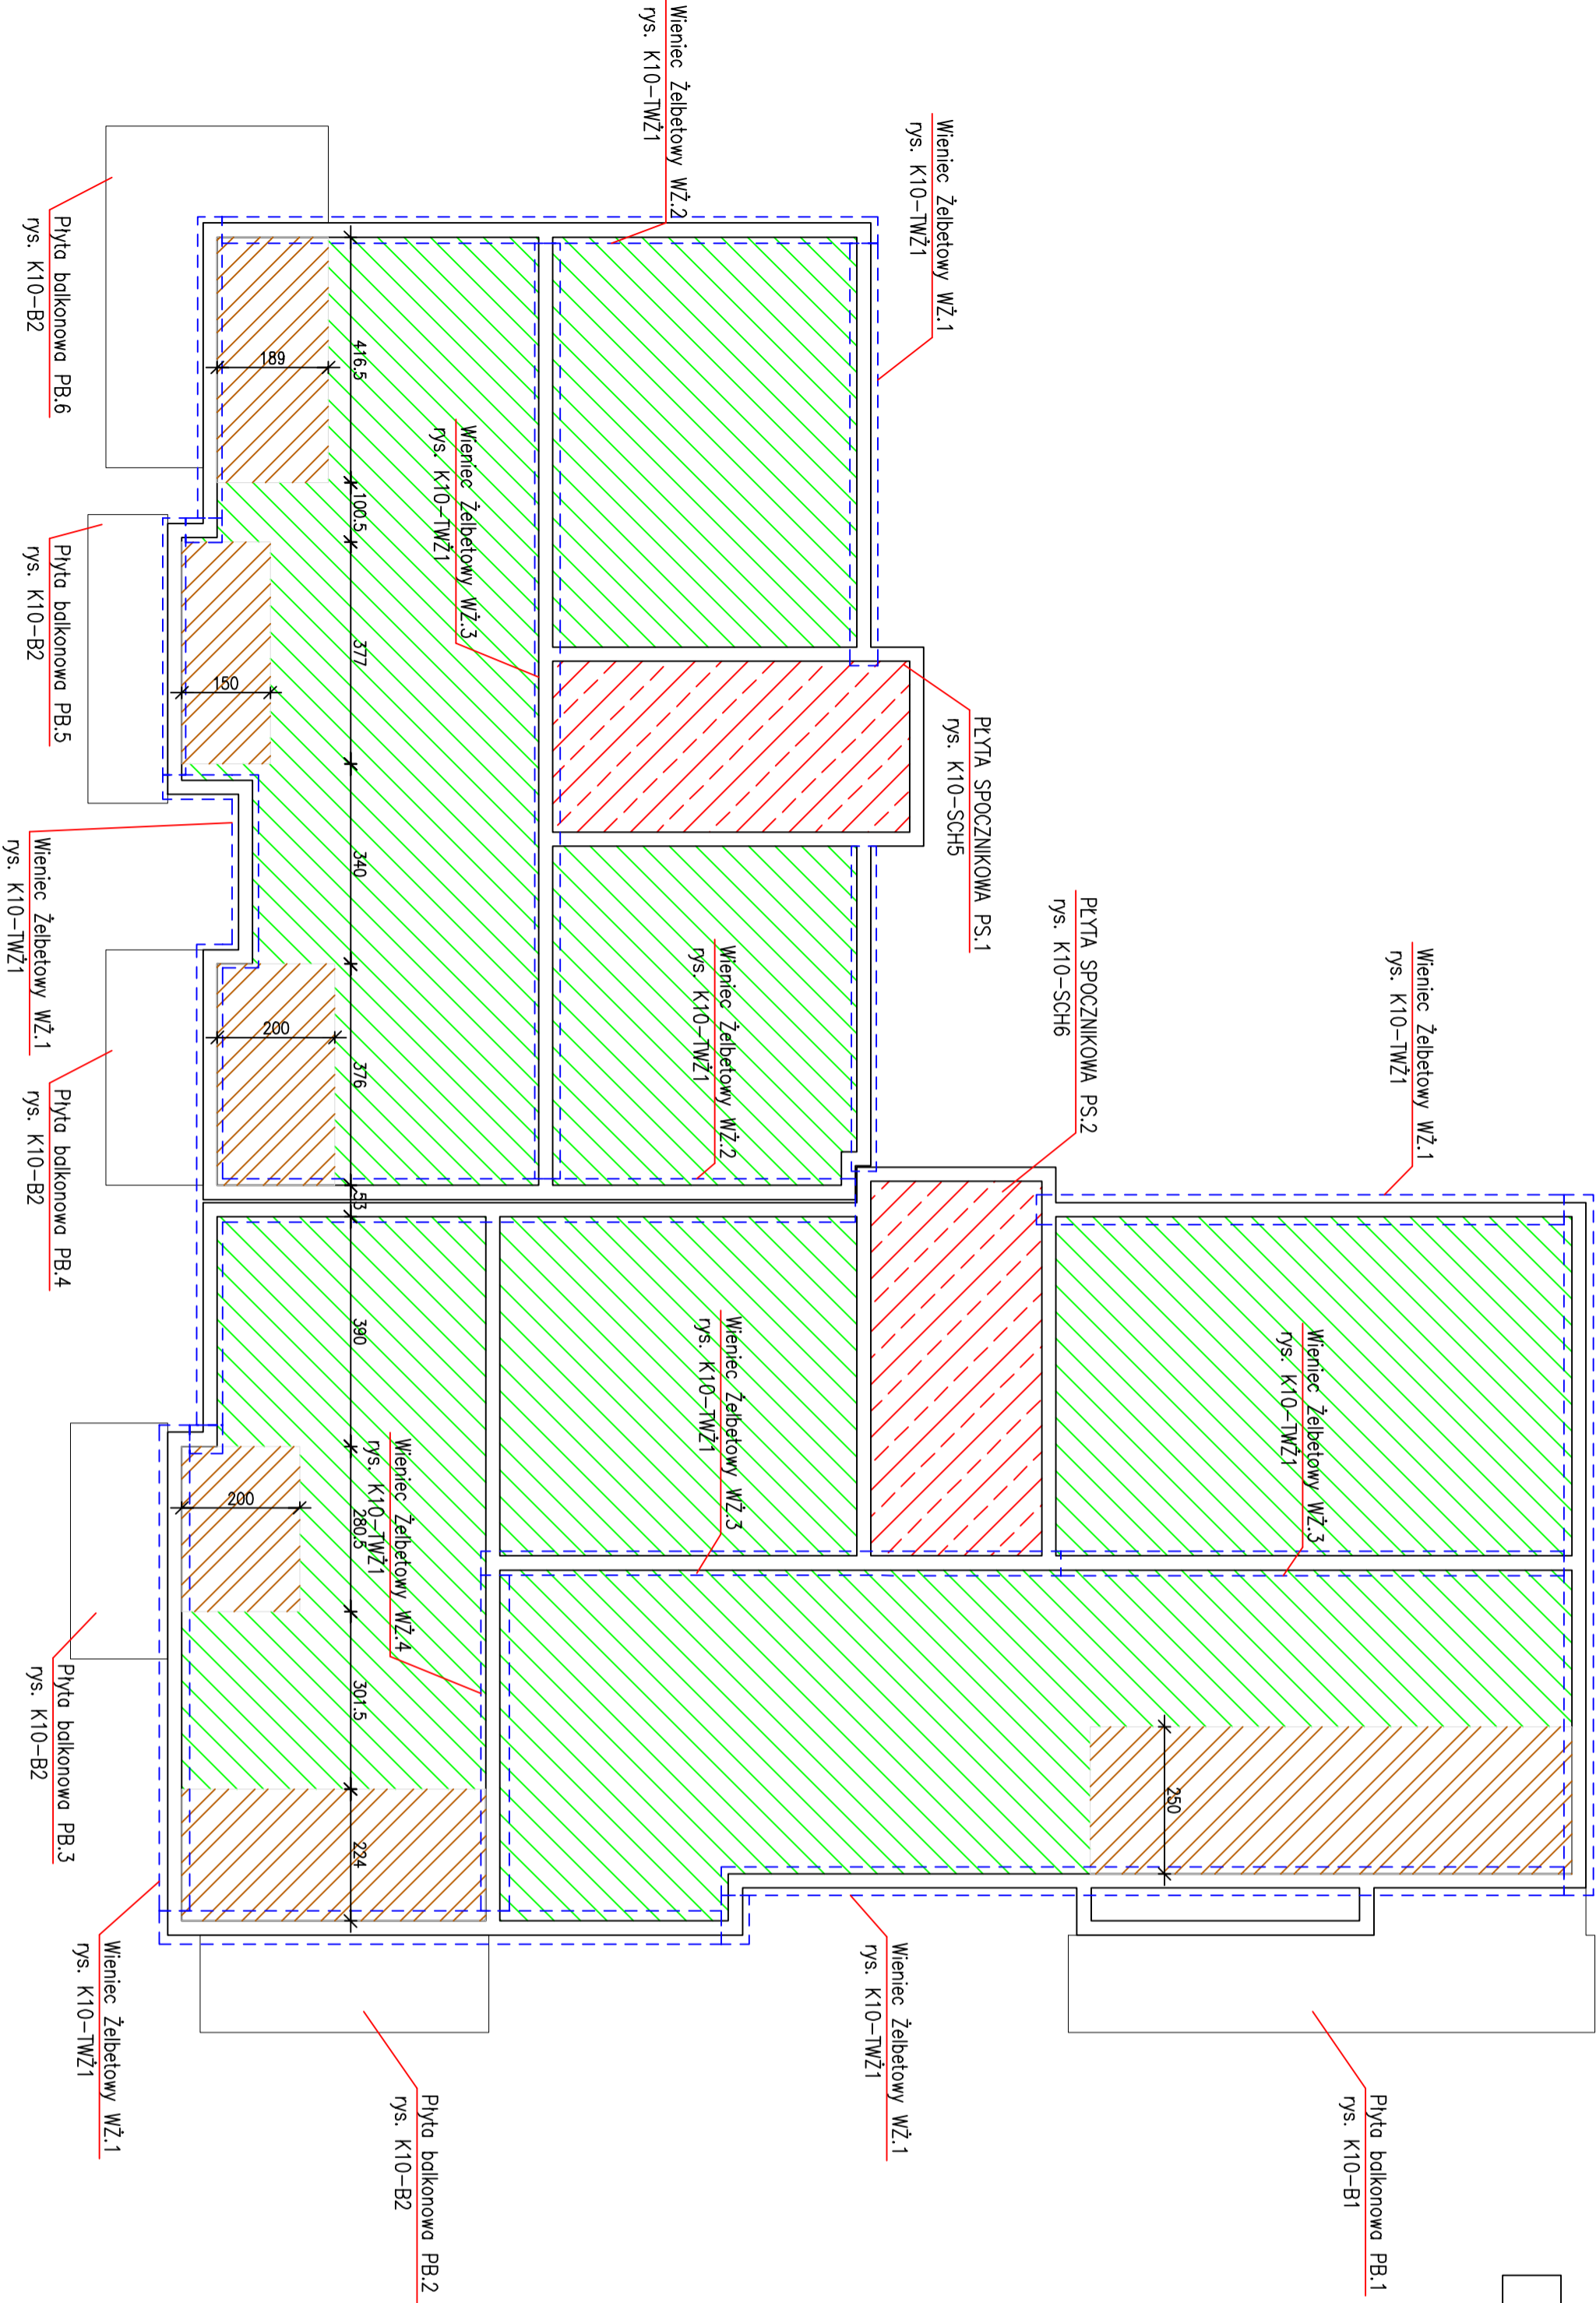 Wieniec Żelbetowy WŻ.1
rys. K10-TWŻ1
Płyta balkonowa PB.1
rys. K10-B1
Wieniec Żelbetowy WŻ.3
rys. K10-TWŻ1
250
PŁYTA SPOCZNIKOWA PS.2
rys. K10-SCH6
PŁYTA SPOCZNIKOWA PS.1
rys. K10-SCH5
Wieniec Żelbetowy WŻ.1
rys. K10-TWŻ1
Wieniec Żelbetowy WŻ.1
rys. K10-TWŻ1
Wieniec Żelbetowy WŻ.2
rys. K10-TWŻ1
Wieniec Żelbetowy WŻ.2
rys. K10-TWŻ1
Wieniec Żelbetowy WŻ.3
rys. K10-TWŻ1
Wieniec Żelbetowy WŻ.3
rys. K10-TWŻ1
Wieniec Żelbetowy WŻ.4
rys. K10-TWŻ1
Płyta balkonowa PB.2
rys. K10-B2
416.5
100.5
377
340
376
53
390
280.5
301.5
224
189
150
200
200
Wieniec Żelbetowy WŻ.1
rys. K10-TWŻ1
Płyta balkonowa PB.6
rys. K10-B2
Płyta balkonowa PB.5
rys. K10-B2
Wieniec Żelbetowy WŻ.1
rys. K10-TWŻ1
Płyta balkonowa PB.4
rys. K10-B2
Płyta balkonowa PB.3
rys. K10-B2